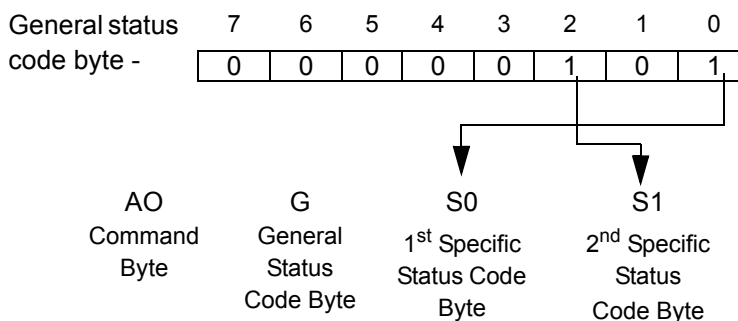 General status 7 6 5 4 3 2 1 0
code byte - 0 0 0 0 0 1 0 1
AO G S0 S1
Command General 1st Specific 2nd Specific
Byte Status Status Code Status
Code Byte Byte Code Byte